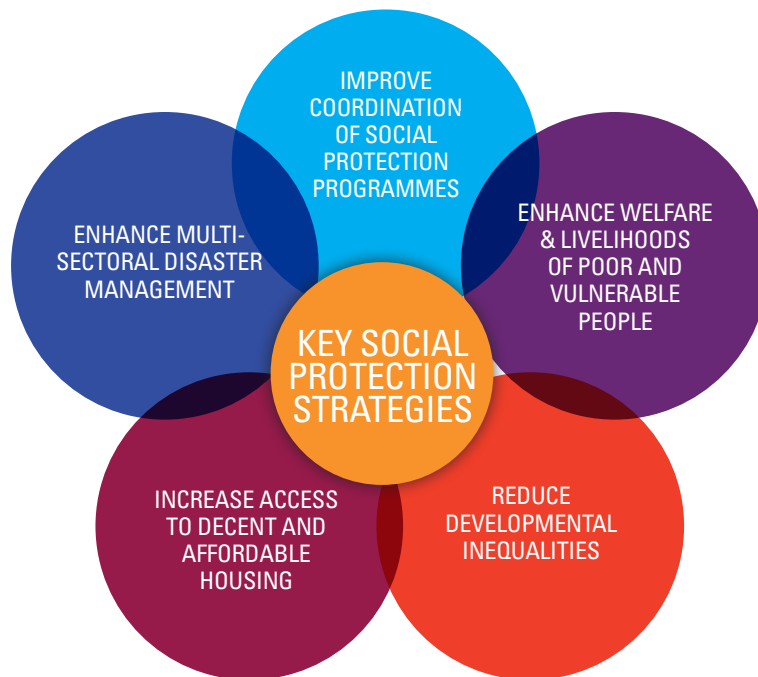 IMPROVE
COORDINATION
OF SOCIAL
PROTECTION
PROGRAMMES
ENHANCE WELFARE
& LIVELIHOODS
OF POOR AND
VULNERABLE
PEOPLE
ENHANCE MULTI-
SECTORAL DISASTER
MANAGEMENT
KEY SOCIAL
PROTECTION
STRATEGIES
INCREASE ACCESS
TO DECENT AND
AFFORDABLE
HOUSING
REDUCE
DEVELOPMENTAL
INEQUALITIES